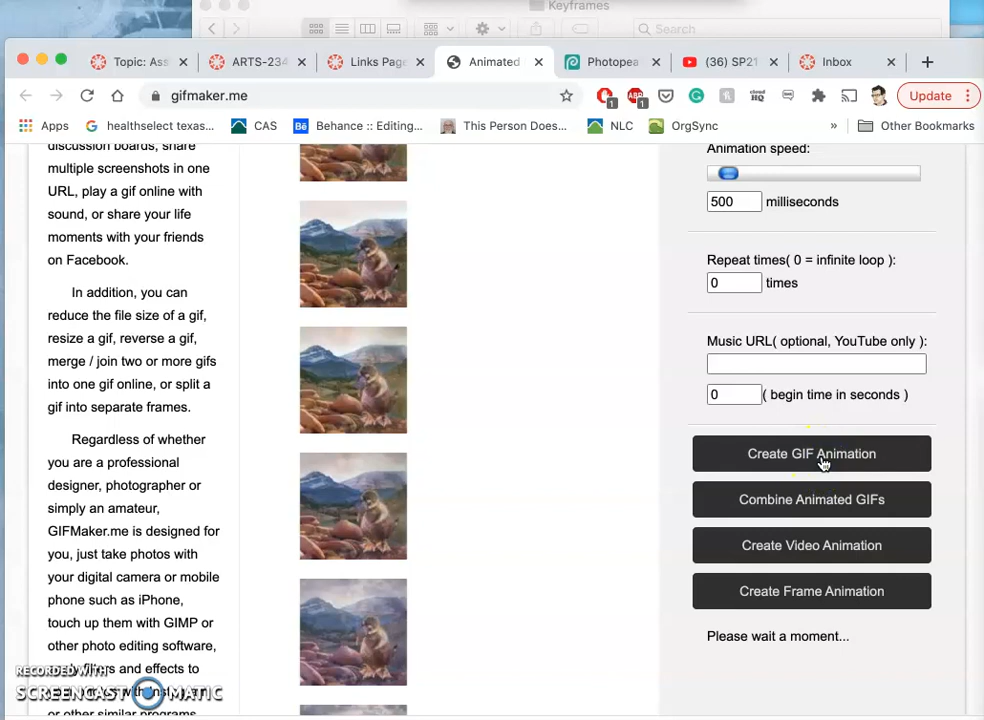 Keyframes
Search
Topic: Ass
ARTS-234
Links Page
Animated
Photopea
(36) SP21
Inbox
gifmaker.me
1
1
cloud
HQ
Update
Apps
healthselect texas...
CAS
Behance :: Editing...
This Person Does...
NLC
OrgSync
»
Other Bookmarks
discussion boards, share
multiple screenshots in one
URL, play a gif online with
sound, or share your life
moments with your friends
on Facebook.
In addition, you can
reduce the file size of a gif,
resize a gif, reverse a gif,
merge / join two or more gifs
into one gif online, or split a
gif into separate frames.
Regardless of whether
you are a professional
designer, photographer or
simply an amateur,
GIFMaker.me is designed for
you, just take photos with
your digital camera or mobile
phone such as iPhone,
touch up them with GIMP or
other photo editing software,
and effects to
or other similar programs
Animation speed:
500 milliseconds
Repeat times( 0 = infinite loop ):
0 times
Music URL( optional, YouTube only ):
0 ( begin time in seconds )
Create GIF Animation
Combine Animated GIFs
Create Video Animation
Create Frame Animation
Please wait a moment...
RECORDED WITH
SCREENCAST MATIC